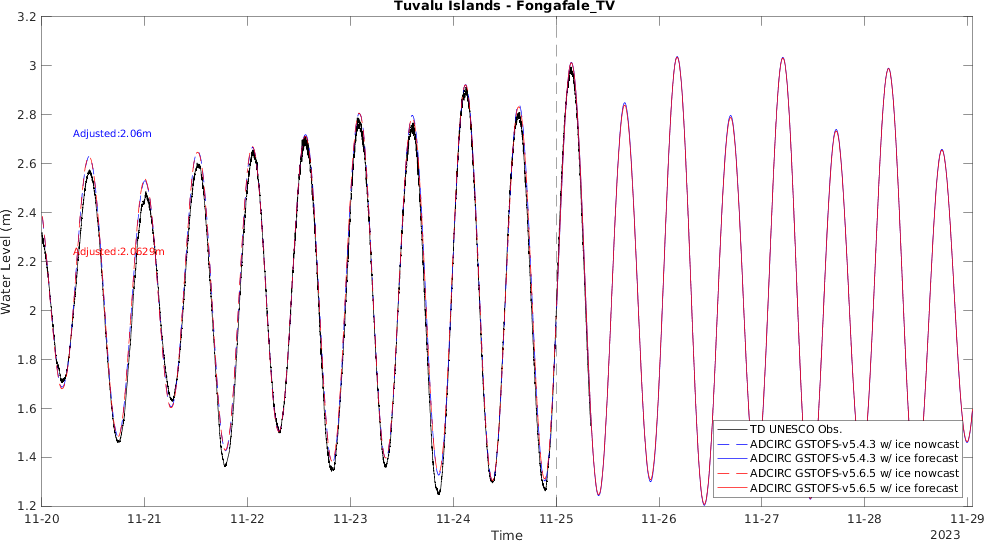 Tuvalu Islands - Fongafale_TV
3.2
3
2.8
2.6
2.4
2.2
2
1.8
1.6
1.4
1.2
Water Level (m)
Adjusted:2.06m
Adjusted:2.0629m
TD UNESCO Obs.
ADCIRC GSTOFS-v5.4.3 w/ ice nowcast
ADCIRC GSTOFS-v5.4.3 w/ ice forecast
ADCIRC GSTOFS-v5.6.5 w/ ice nowcast
ADCIRC GSTOFS-v5.6.5 w/ ice forecast
11-20 11-21 11-22 11-23 11-24 11-25 11-26 11-27 11-28 11-29
Time
2023